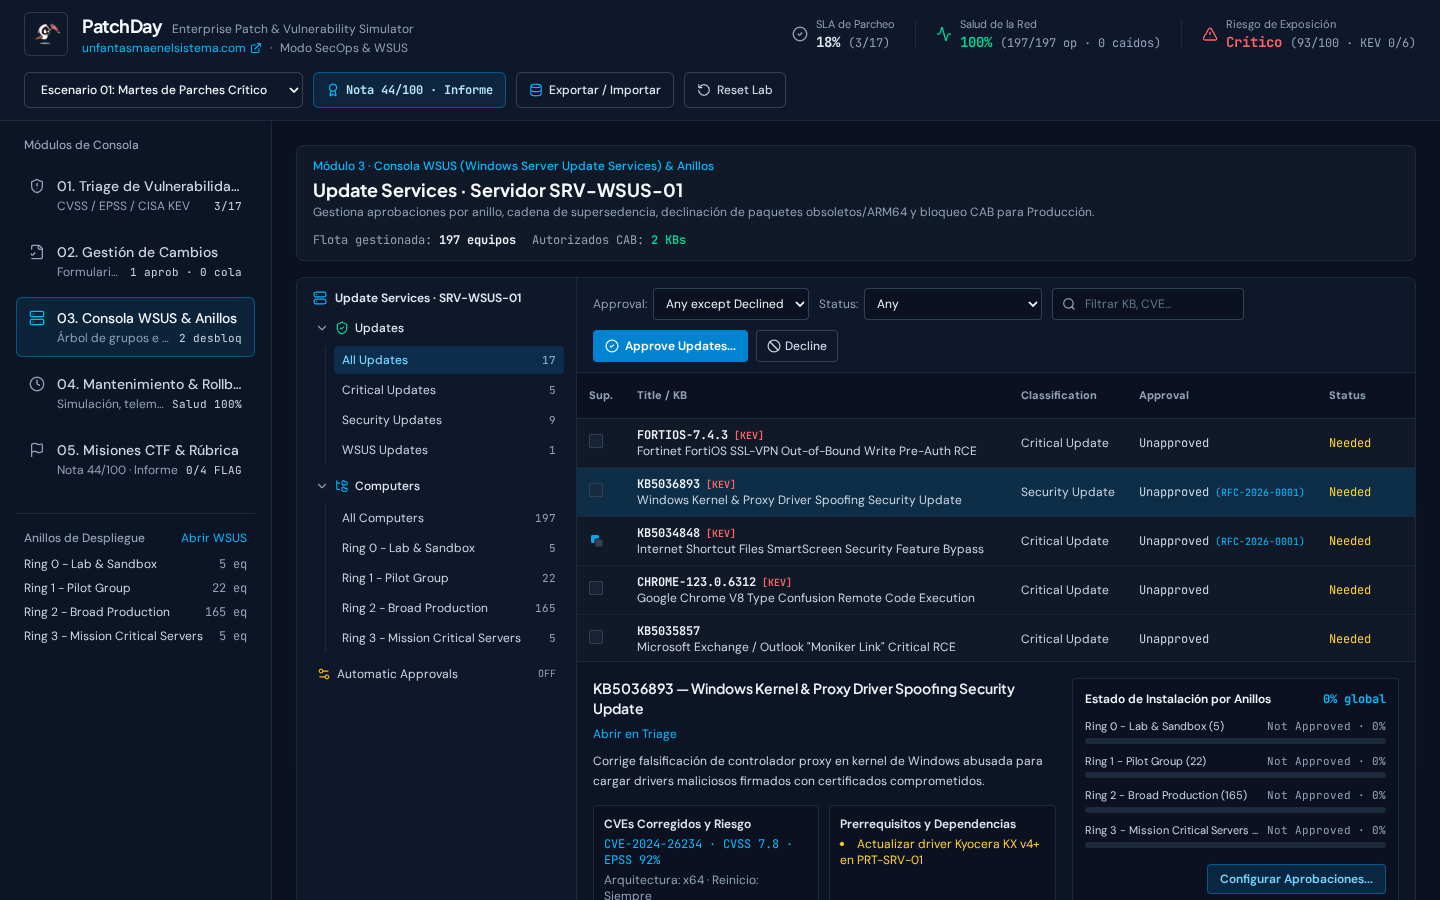 PatchDay Enterprise Patch & Vulnerability Simulator
unfantasmaenelsistema.com · Modo SecOps & WSUS
SLA de Parcheo
18% (3/17)
Salud de la Red
100% (197/197 op · 0 caídos)
Riesgo de Exposición
Crítico (93/100 · KEV 0/6)
Escenario 01: Martes de Parches Crítico
Nota 44/100 · Informe
Exportar / Importar
Reset Lab
Módulos de Consola
01. Triage de Vulnerabilida...
CVSS / EPSS / CISA KEV 3/17
02. Gestión de Cambios
Formulari... 1 aprob · 0 cola
03. Consola WSUS & Anillos
Árbol de grupos e ... 2 desbloq
04. Mantenimiento & Rollb...
Simulación, telem... Salud 100%
05. Misiones CTF & Rúbrica
Nota 44/100 · Informe 0/4 FLAG
Anillos de Despliegue Abrir WSUS
Ring 0 - Lab & Sandbox 5 eq
Ring 1 - Pilot Group 22 eq
Ring 2 - Broad Production 165 eq
Ring 3 - Mission Critical Servers 5 eq
Módulo 3 · Consola WSUS (Windows Server Update Services) & Anillos
Update Services · Servidor SRV-WSUS-01
Gestiona aprobaciones por anillo, cadena de supersedencia, declinación de paquetes obsoletos/ARM64 y bloqueo CAB para Producción.
Flota gestionada: 197 equipos Autorizados CAB: 2 KBs
Update Services · SRV-WSUS-01
Updates
All Updates 17
Critical Updates 5
Security Updates 9
WSUS Updates 1
Computers
All Computers 197
Ring 0 - Lab & Sandbox 5
Ring 1 - Pilot Group 22
Ring 2 - Broad Production 165
Ring 3 - Mission Critical Servers 5
Automatic Approvals OFF
Approval: Any except Declined Status: Any Filtrar KB, CVE...
Approve Updates... Decline
Sup. Title / KB Classification Approval Status
FORTIOS-7.4.3 [KEV]
Fortinet FortiOS SSL-VPN Out-of-Bound Write Pre-Auth RCE
Critical Update Unapproved Needed
KB5036893 [KEV]
Windows Kernel & Proxy Driver Spoofing Security Update
Security Update Unapproved (RFC-2026-0001) Needed
KB5034848 [KEV]
Internet Shortcut Files SmartScreen Security Feature Bypass
Critical Update Unapproved (RFC-2026-0001) Needed
CHROME-123.0.6312 [KEV]
Google Chrome V8 Type Confusion Remote Code Execution
Critical Update Unapproved Needed
KB5035857
Microsoft Exchange / Outlook "Moniker Link" Critical RCE
Critical Update Unapproved Needed
KB5036893 — Windows Kernel & Proxy Driver Spoofing Security
Update
Abrir en Triage
Corrige falsificación de controlador proxy en kernel de Windows abusada para
cargar drivers maliciosos firmados con certificados comprometidos.
CVEs Corregidos y Riesgo
CVE-2024-26234 · CVSS 7.8 ·
EPSS 92%
Arquitectura: x64 · Reinicio:
Siempre
Prerrequisitos y Dependencias
• Actualizar driver Kyocera KX v4+
en PRT-SRV-01
Estado de Instalación por Anillos 0% global
Ring 0 - Lab & Sandbox (5) Not Approved · 0%
Ring 1 - Pilot Group (22) Not Approved · 0%
Ring 2 - Broad Production (165) Not Approved · 0%
Ring 3 - Mission Critical Servers ... Not Approved · 0%
Configurar Aprobaciones...